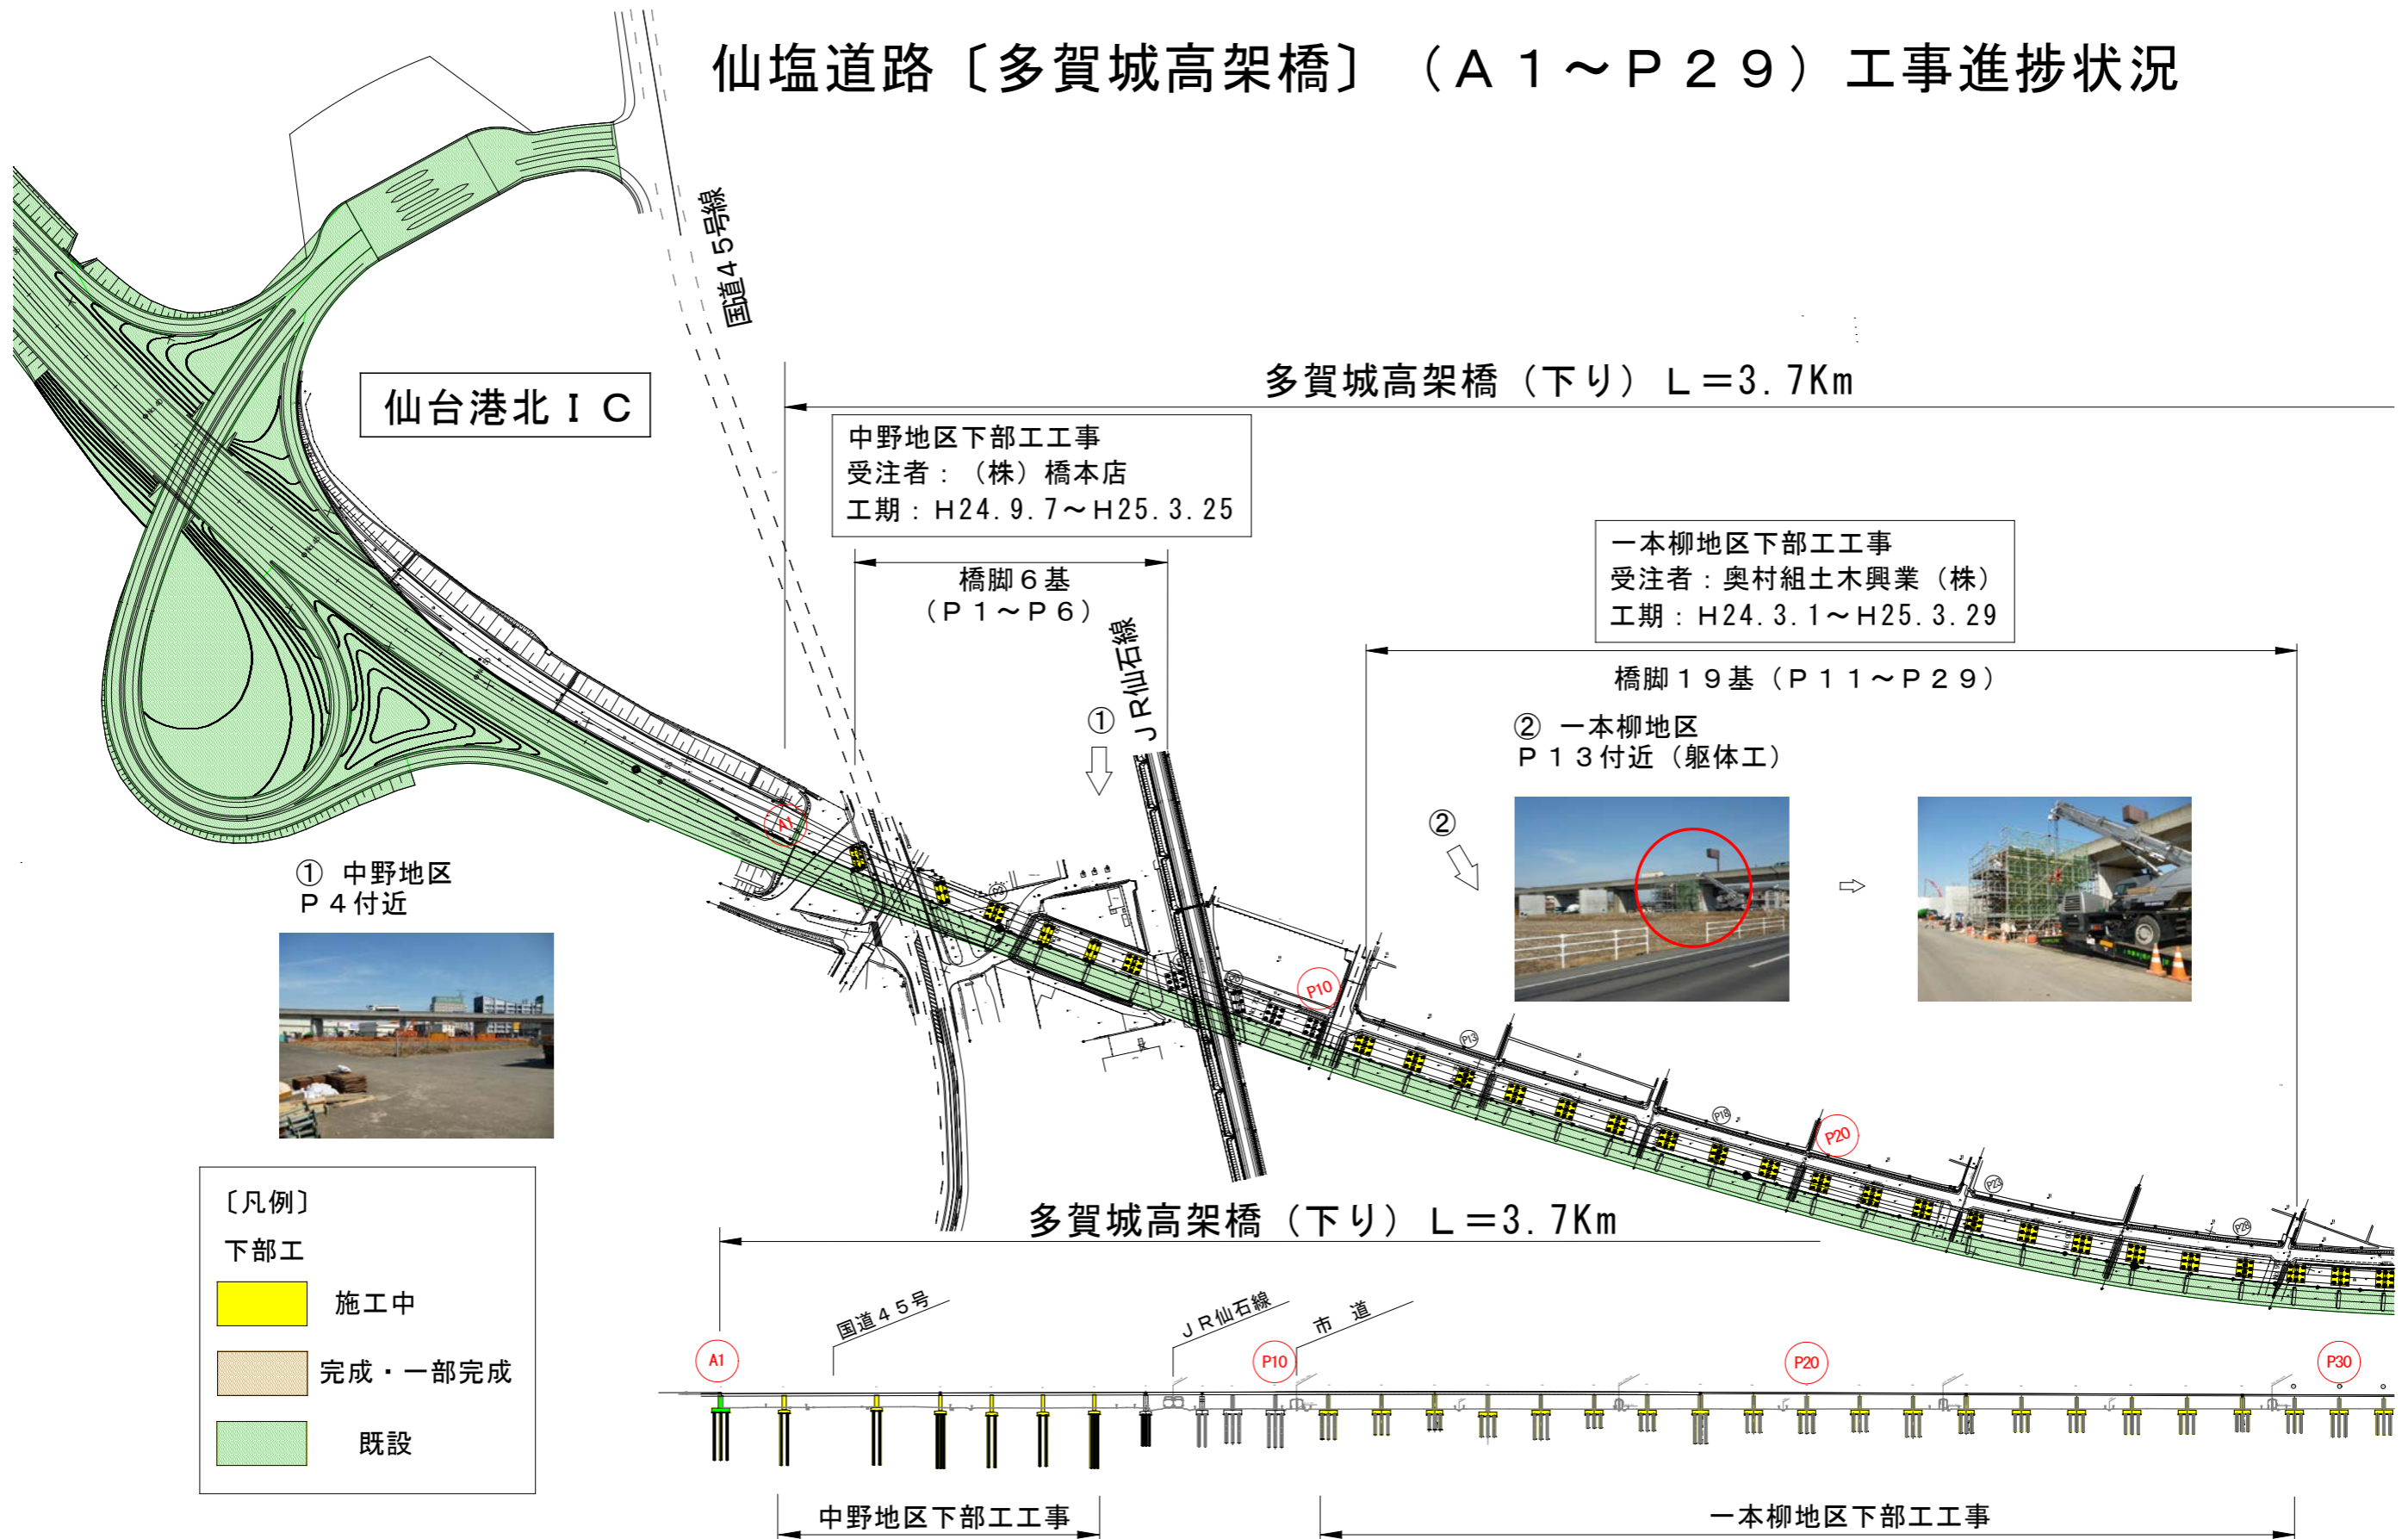 仙塩道路〔多賀城高架橋〕（Ａ１～Ｐ２９）工事進捗状況
国道４５号線
仙台港北ＩＣ
多賀城高架橋（下り）Ｌ＝3.7Km
中野地区下部工工事
受注者：（株）橋本店
工期：H24.9.7～H25.3.25
橋脚６基
（Ｐ１～Ｐ６）
一本柳地区下部工工事
受注者：奥村組土木興業（株）
工期：H24.3.1～H25.3.29
橋脚１９基（Ｐ１１～Ｐ２９）
①
ＪＲ仙石線
② 一本柳地区
Ｐ１３付近（躯体工）
②
⇨
① 中野地区
Ｐ４付近
A1
P10
P13
P18
P20
P23
P28
〔凡例〕
下部工
施工中
完成・一部完成
既設
多賀城高架橋（下り）Ｌ＝3.7Km
国道４５号
ＪＲ仙石線
市 道
A1
P10
P20
P30
中野地区下部工工事
一本柳地区下部工工事